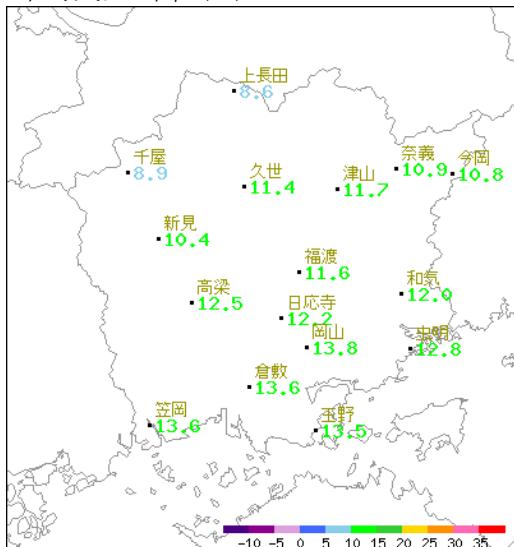 上長田
8.6
千屋
8.9
久世
11.4
津山
11.7
奈義
10.9
今岡
10.8
新見
10.4
福渡
11.6
和気
12.0
高梁
12.5
日応寺
12.2
岡山
13.8
虫明
12.8
倉敷
13.6
笠岡
13.6
玉野
13.5
-10 -5 0 5 10 15 20 25 30 35